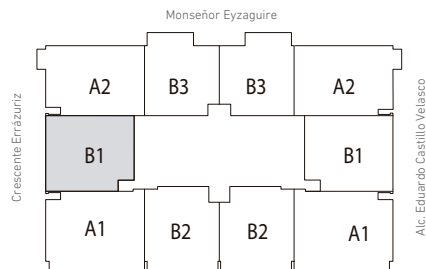 Monseñor Eyzaguire
Crescente Errázuriz
A2 B3 B3 A2
B1 B1
A1 B2 B2 A1
Alc. Eduardo Castillo Velasco